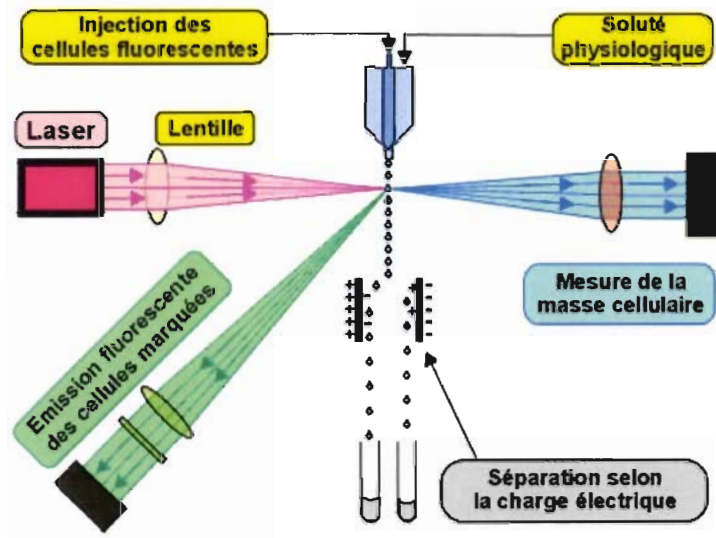 Injection des
cellules fluorescentes
Soluté
physiologique
Laser
Lentille
Mesure de la
masse cellulaire
Emission fluorescente
des cellules marquées
+ -
+ + -
+ -
+ + -
+ -
Séparation selon
la charge électrique